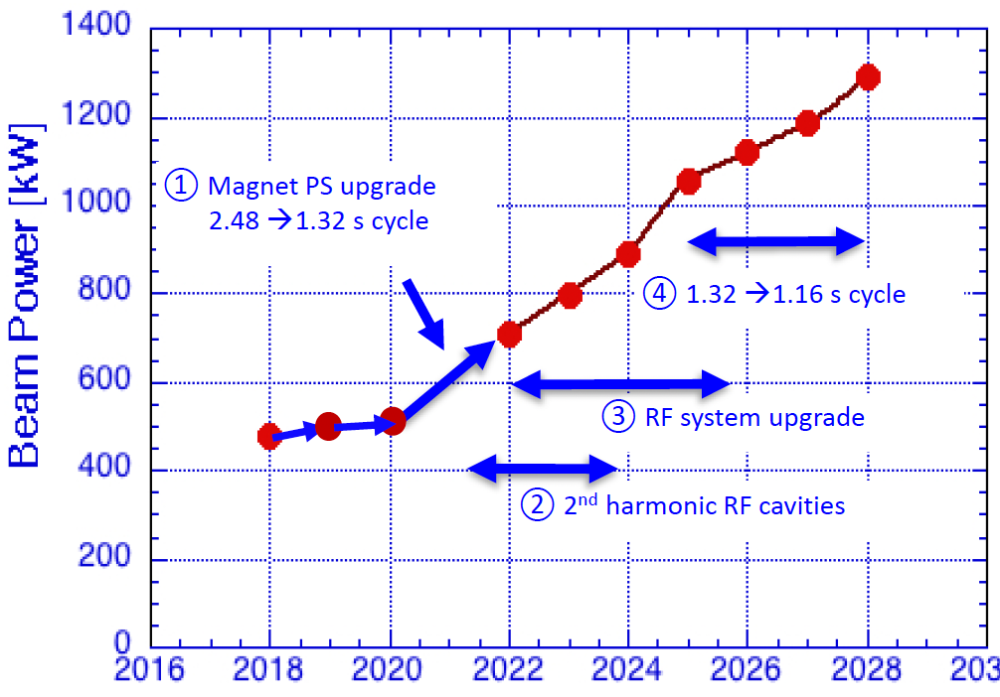 1400
1200
1000
800
600
400
200
0
Beam Power [kW]
① Magnet PS upgrade
2.48 →1.32 s cycle
④ 1.32 →1.16 s cycle
③ RF system upgrade
② 2nd harmonic RF cavities
2016 2018 2020 2022 2024 2026 2028 203